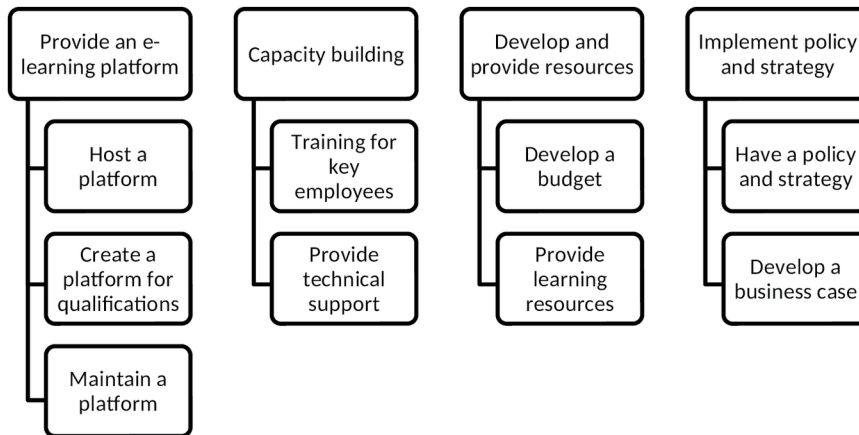 Provide an e-
learning platform
Host a
platform
Create a
platform for
qualifications
Maintain a
platform
Capacity building
Training for
key
employees
Provide
technical
support
Develop and
provide resources
Develop a
budget
Provide
learning
resources
Implement policy
and strategy
Have a policy
and strategy
Develop a
business case